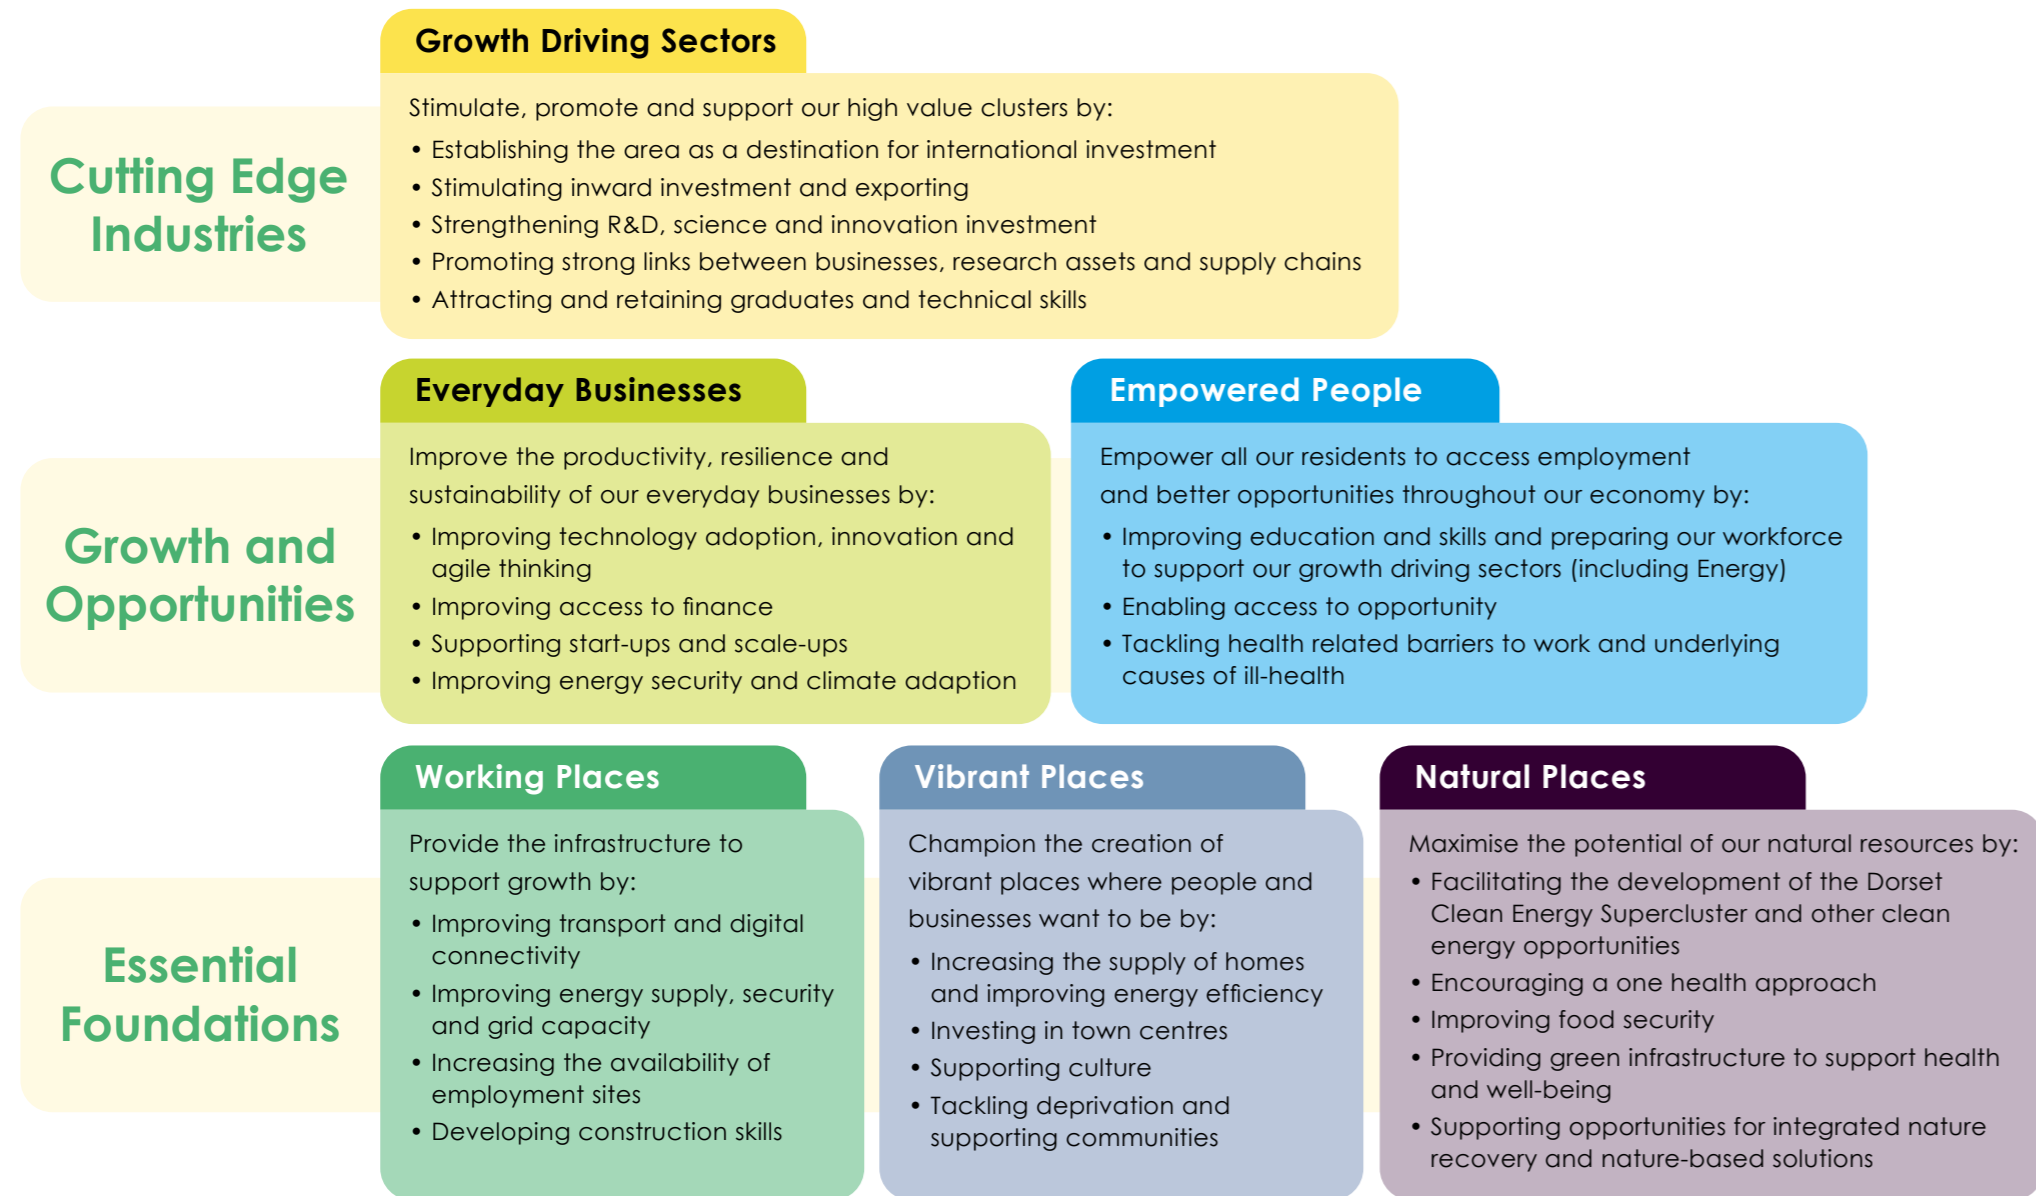 Cutting Edge
Industries
Growth Driving Sectors
Stimulate, promote and support our high value clusters by:
• Establishing the area as a destination for international investment
• Stimulating inward investment and exporting
• Strengthening R&D, science and innovation investment
• Promoting strong links between businesses, research assets and supply chains
• Attracting and retaining graduates and technical skills
Growth and
Opportunities
Everyday Businesses
Improve the productivity, resilience and
sustainability of our everyday businesses by:
• Improving technology adoption, innovation and
agile thinking
• Improving access to finance
• Supporting start-ups and scale-ups
• Improving energy security and climate adaption
Empowered People
Empower all our residents to access employment
and better opportunities throughout our economy by:
• Improving education and skills and preparing our workforce
to support our growth driving sectors (including Energy)
• Enabling access to opportunity
• Tackling health related barriers to work and underlying
causes of ill-health
Essential
Foundations
Working Places
Provide the infrastructure to
support growth by:
• Improving transport and digital
connectivity
• Improving energy supply, security
and grid capacity
• Increasing the availability of
employment sites
• Developing construction skills
Vibrant Places
Champion the creation of
vibrant places where people and
businesses want to be by:
• Increasing the supply of homes
and improving energy efficiency
• Investing in town centres
• Supporting culture
• Tackling deprivation and
supporting communities
Natural Places
Maximise the potential of our natural resources by:
• Facilitating the development of the Dorset
Clean Energy Supercluster and other clean
energy opportunities
• Encouraging a one health approach
• Improving food security
• Providing green infrastructure to support health
and well-being
• Supporting opportunities for integrated nature
recovery and nature-based solutions